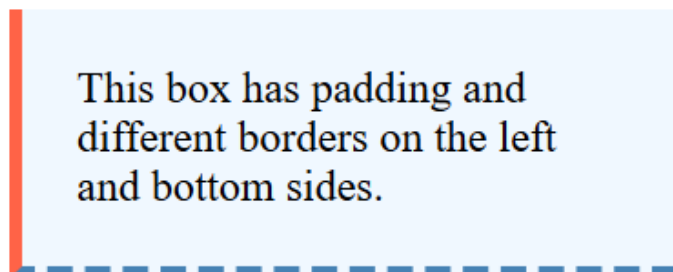 This box has padding and
different borders on the left
and bottom sides.